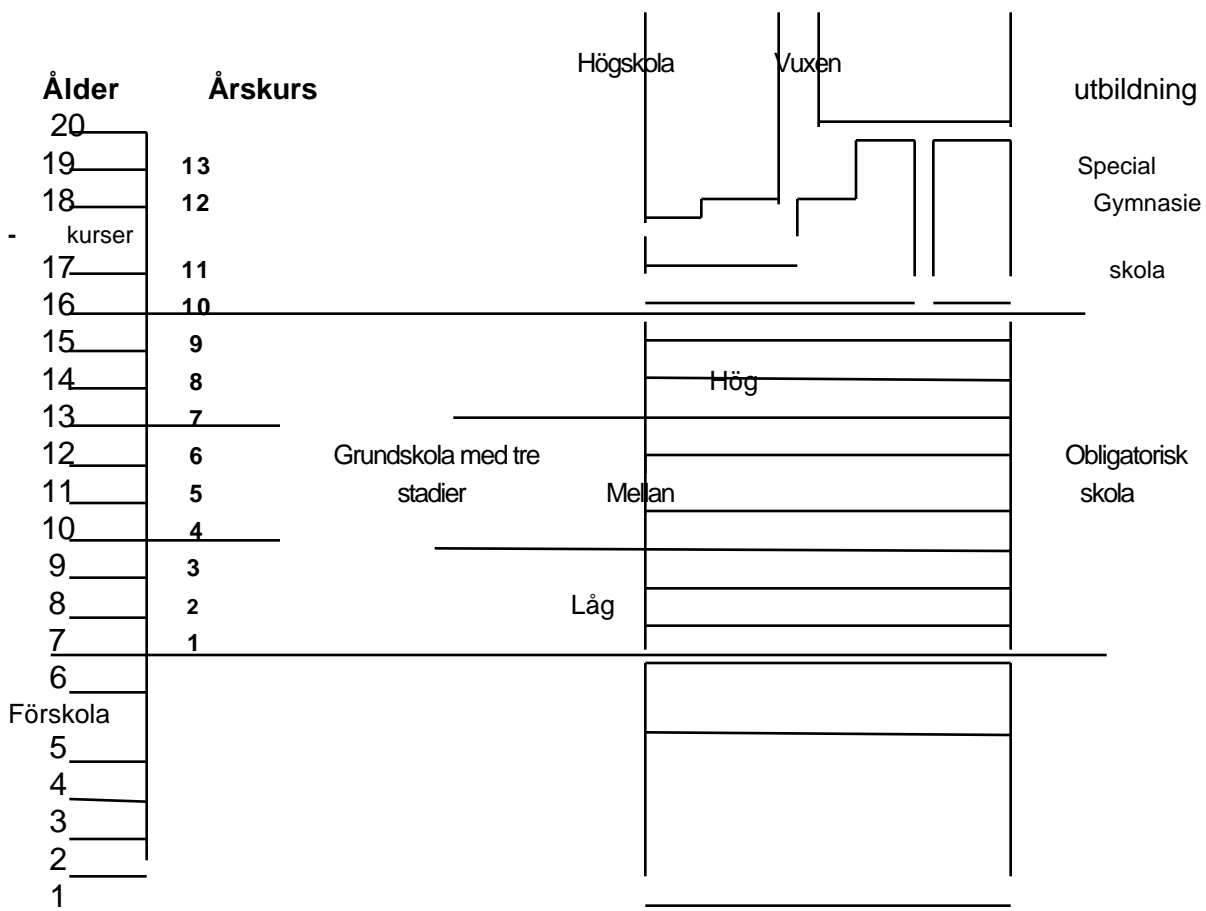 Högskola Vuxen
Ålder Årskurs utbildning
20
19 13 Special
18 12 Gymnasie
- kurser
17 11 skola
16 10
15 9
14 8 Hög
13 7
12 6 Grundskola med tre Obligatorisk
11 5 stadier Mellan skola
10 4
9 3
8 2 Låg
7 1
6
Förskola
5
4
3
2
1